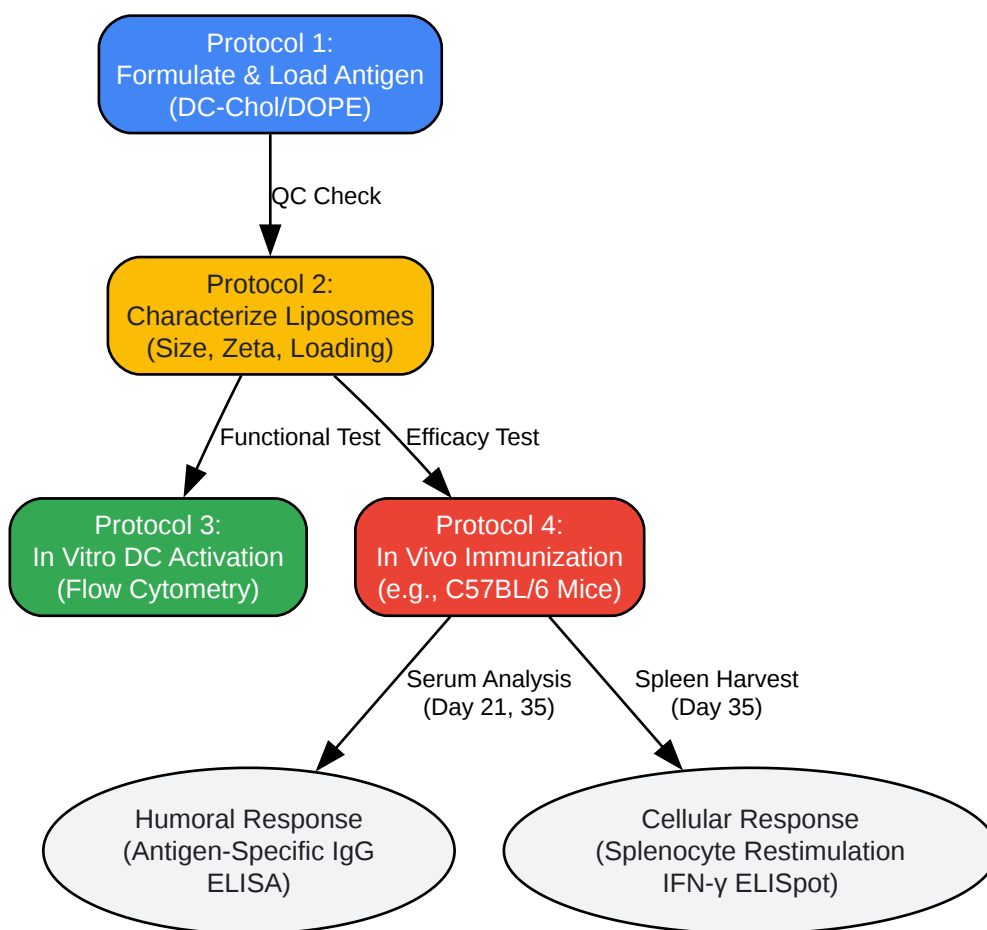 Protocol 1:
Formulate & Load Antigen
(DC-Chol/DOPE)
QC Check
Protocol 2:
Characterize Liposomes
(Size, Zeta, Loading)
Functional Test
Efficacy Test
Protocol 3:
In Vitro DC Activation
(Flow Cytometry)
Protocol 4:
In Vivo Immunization
(e.g., C57BL/6 Mice)
Serum Analysis
(Day 21, 35)
Spleen Harvest
(Day 35)
Humoral Response
(Antigen-Specific IgG
ELISA)
Cellular Response
(Splenocyte Restimulation
IFN-γ ELISpot)